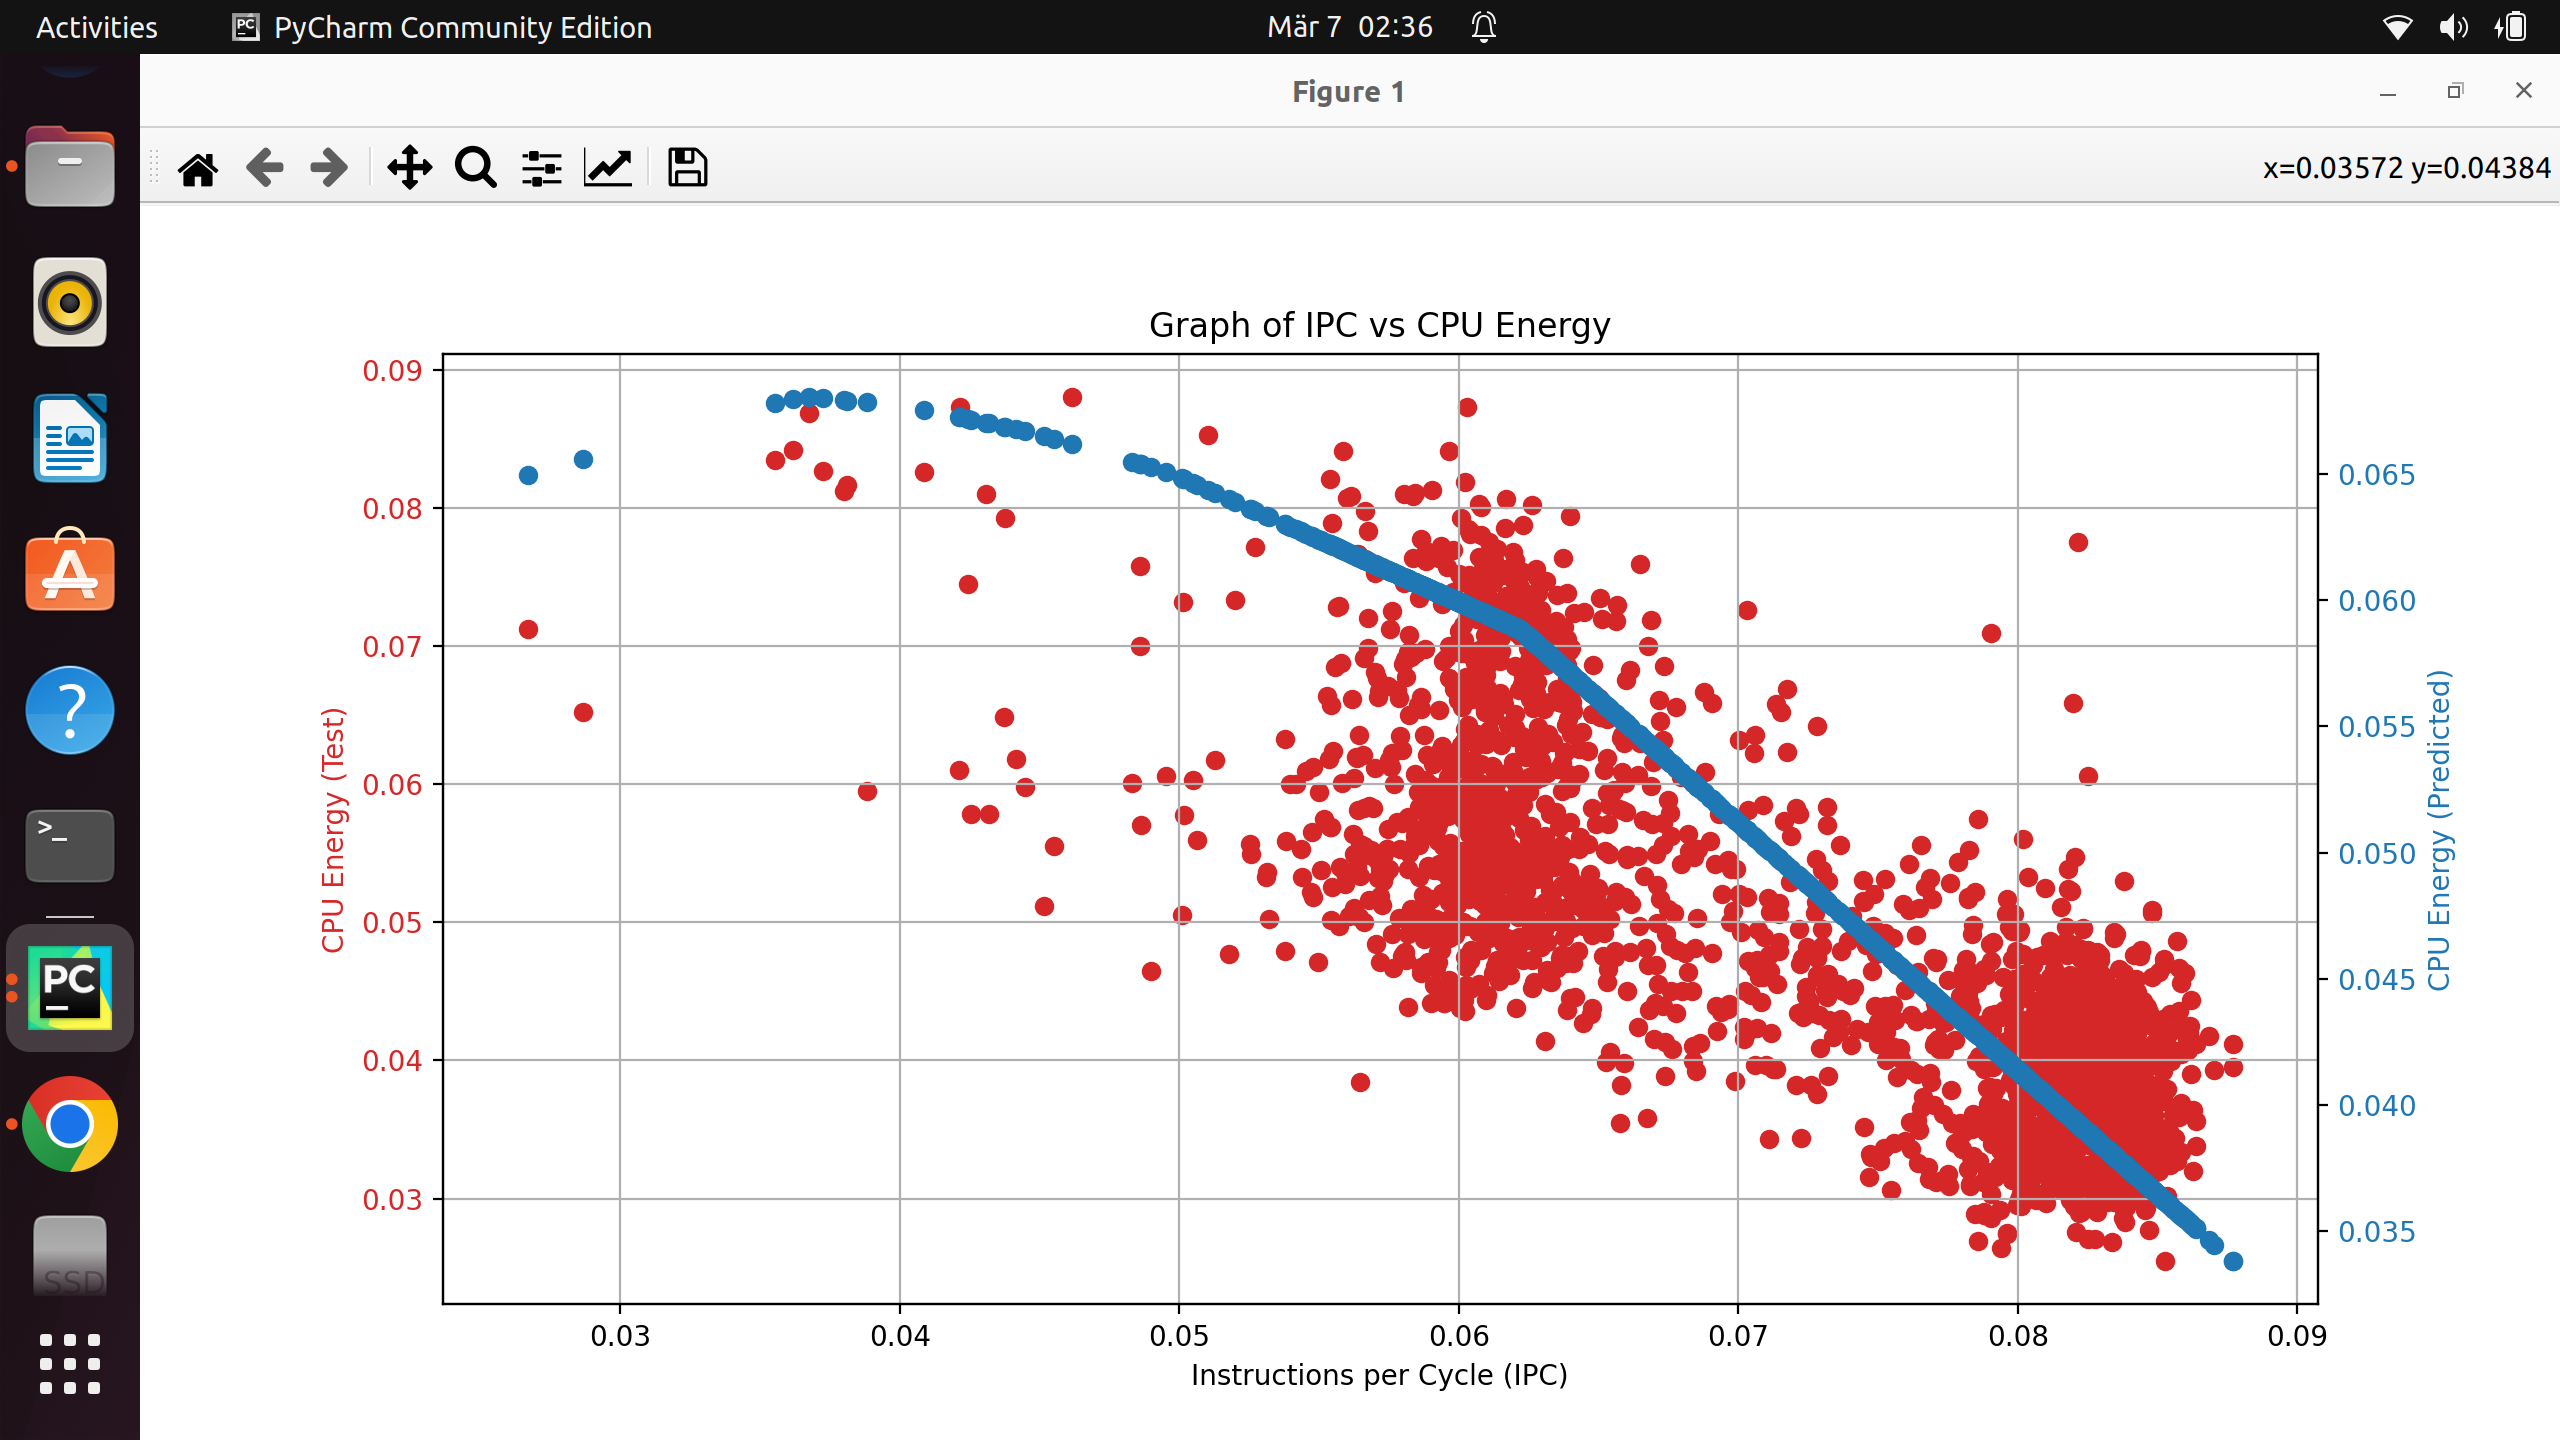 Activities
PyCharm Community Edition
Mär 7 02:36
Figure 1
x=0.03572 y=0.04384
Graph of IPC vs CPU Energy
0.09
0.08
0.07
0.06
0.05
0.04
0.03
CPU Energy (Test)
0.065
0.060
0.055
0.050
0.045
0.040
0.035
CPU Energy (Predicted)
0.03
0.04
0.05
0.06
0.07
0.08
0.09
Instructions per Cycle (IPC)
?
>_
PC
SSD